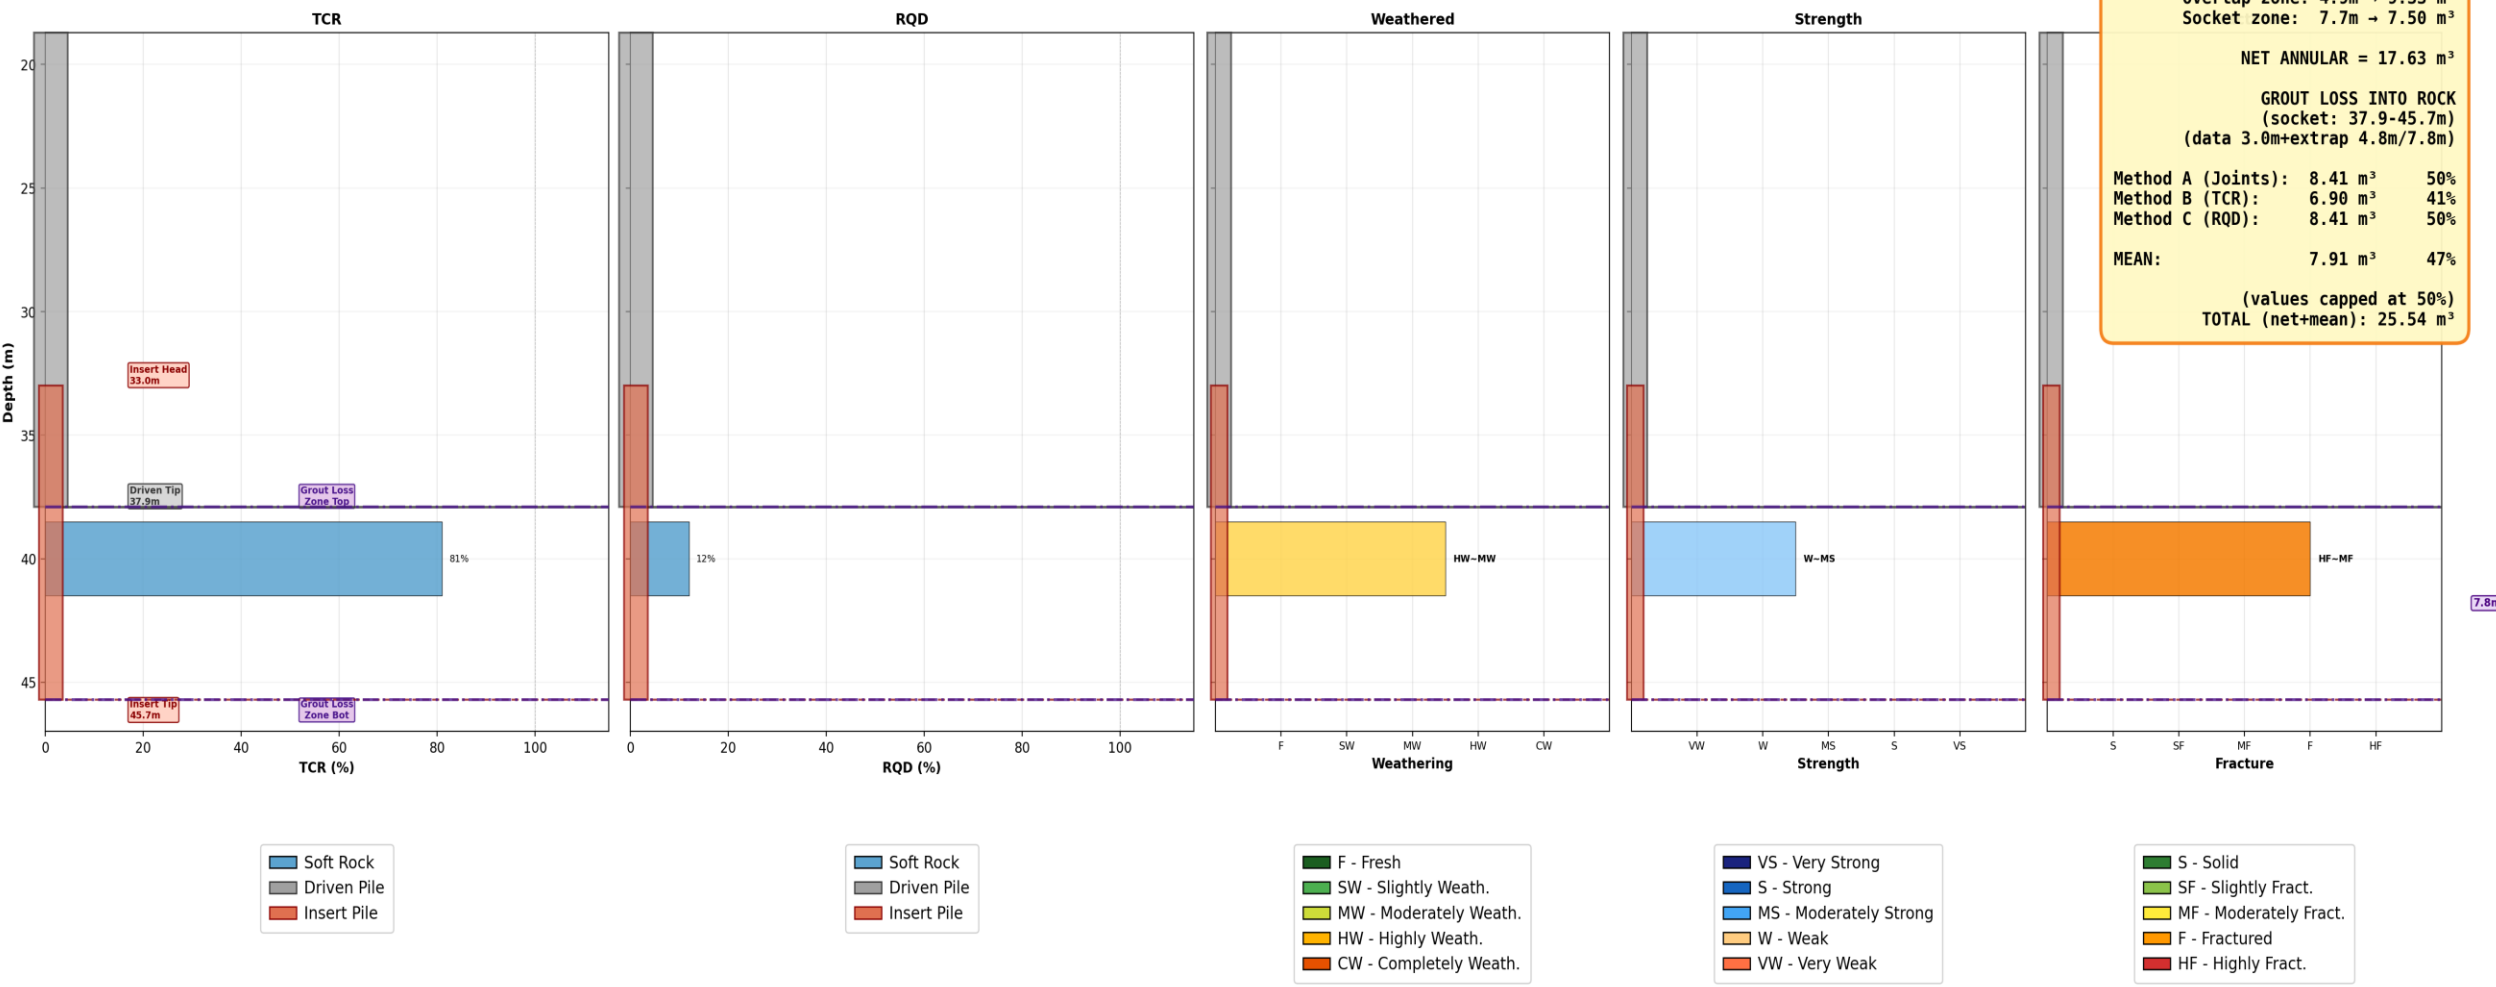 TCR
RQD
Weathered
Strength
Socket zone: 7.7m → 7.50 m³
NET ANNULAR = 17.63 m³
GROUT LOSS INTO ROCK
(socket: 37.9-45.7m)
(data 3.0m+extrap 4.8m/7.8m)
Method A (Joints): 8.41 m³ 50%
Method B (TCR): 6.90 m³ 41%
Method C (RQD): 8.41 m³ 50%
MEAN: 7.91 m³ 47%
(values capped at 50%)
TOTAL (net+mean): 25.54 m³
Depth (m)
20
25
30
35
40
45
Insert Head
33.0m
Driven Tip
37.9m
Grout Loss
Zone Top
81%
12%
HW~MW
W~MS
HF~MF
7.8m
Insert Tip
45.7m
Grout Loss
Zone Bot
0 20 40 60 80 100
0 20 40 60 80 100
F SW MW HW CW
VW W MS S VS
S SF MF F HF
TCR (%)
RQD (%)
Weathering
Strength
Fracture
Soft Rock
Driven Pile
Insert Pile
Soft Rock
Driven Pile
Insert Pile
F - Fresh
SW - Slightly Weath.
MW - Moderately Weath.
HW - Highly Weath.
CW - Completely Weath.
VS - Very Strong
S - Strong
MS - Moderately Strong
W - Weak
VW - Very Weak
S - Solid
SF - Slightly Fract.
MF - Moderately Fract.
F - Fractured
HF - Highly Fract.